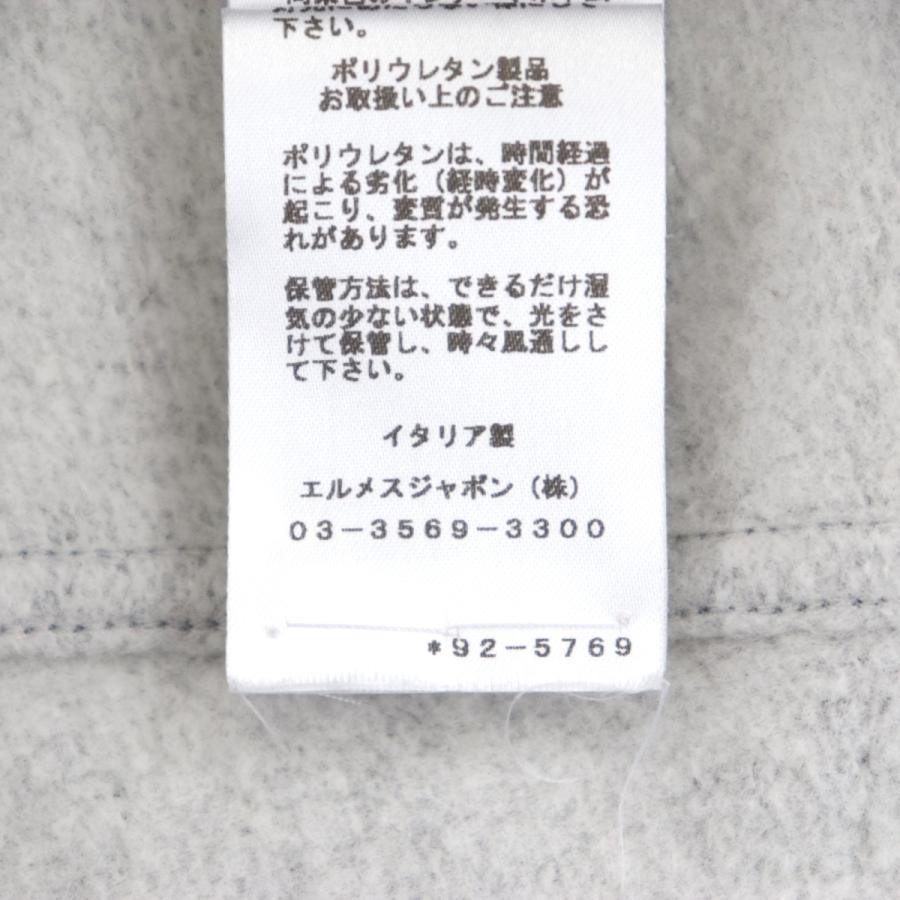 下さい。
ポリウレタン製品
お取扱い上のご注意
ポリウレタンは、時間経過
による劣化（経時変化）が
起こり、変質が発生する恐
れがあります。
保管方法は、できるだけ湿
気の少ない状態で、光をさ
けて保管し、時々風通しし
て下さい。
イタリア製
エルメスジャポン（株）
03－3569－3300
*92－5769